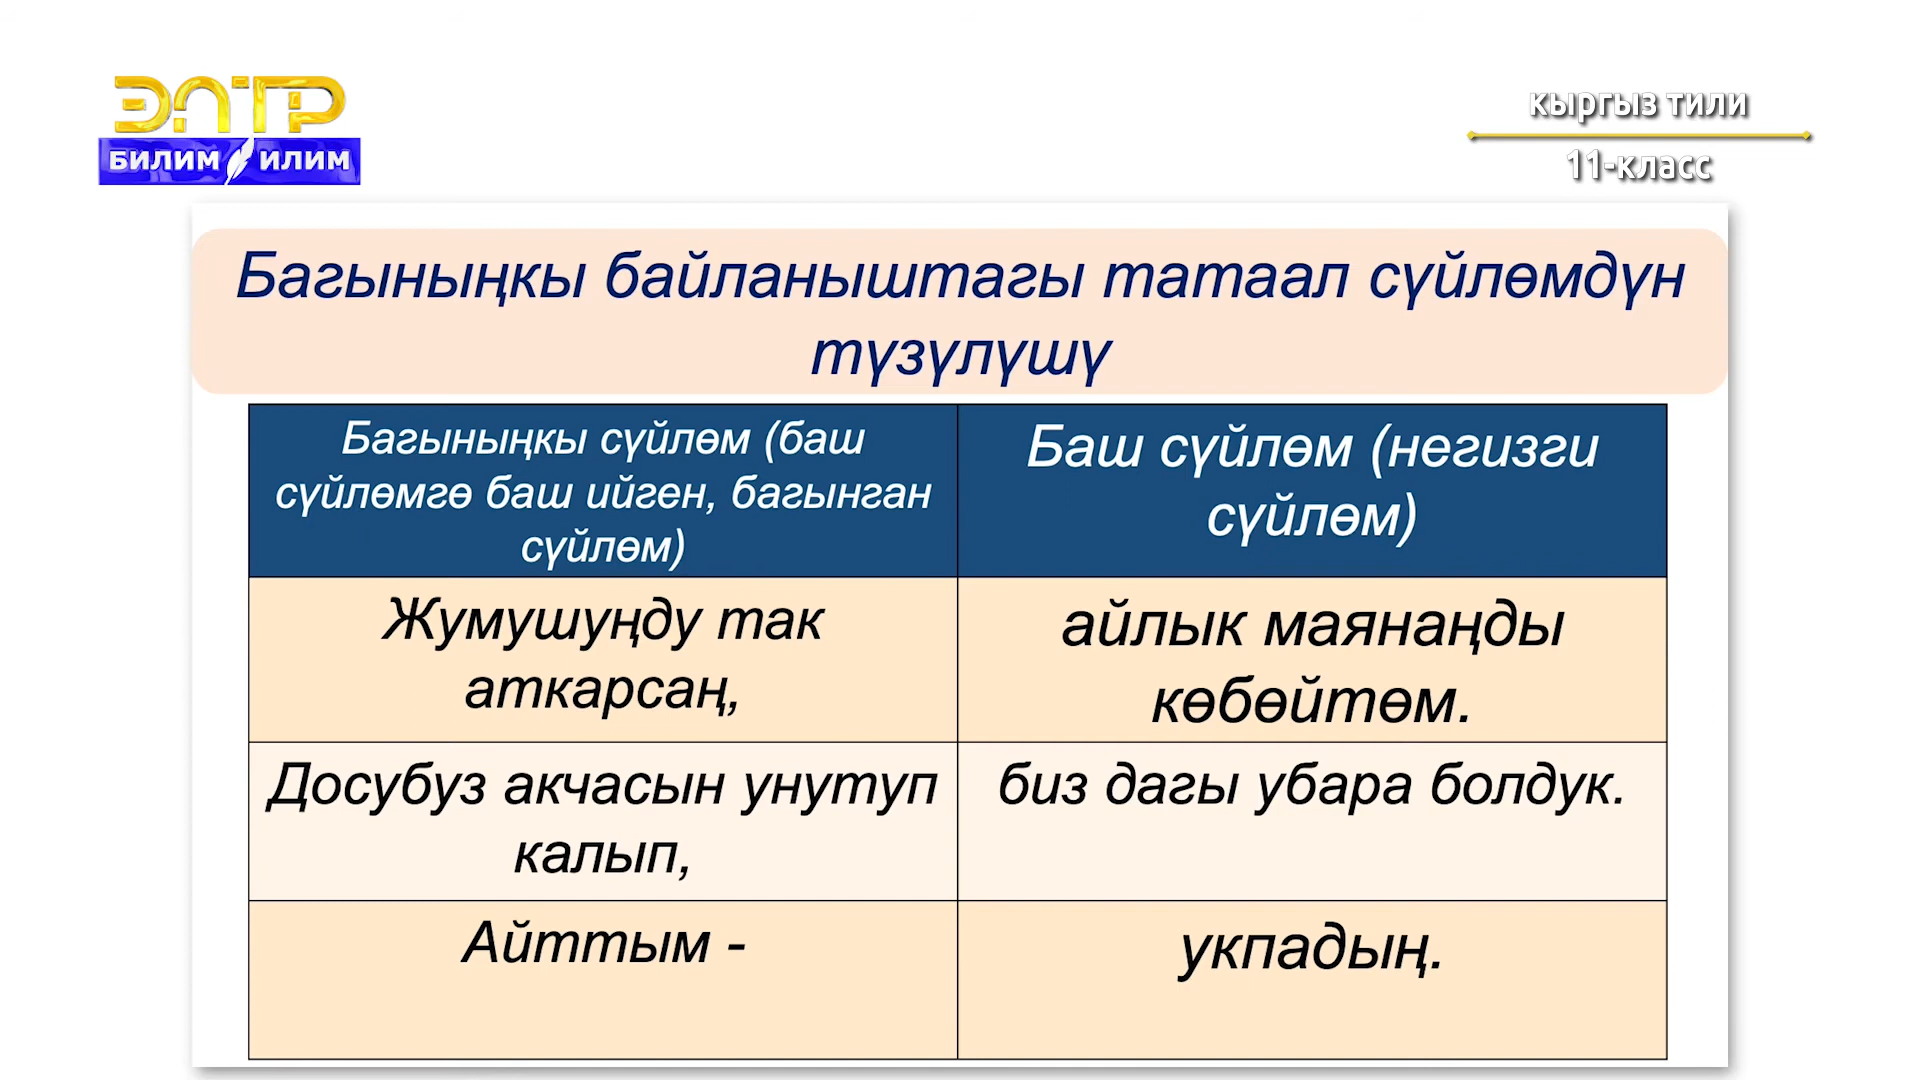 ЭЛТР
БИЛИМ ИЛИМ
кыргыз тили
11-класс
Багыныңкы байланыштагы татаал сүйлөмдүн
түзүлүшү
Багыныңкы сүйлөм (баш
сүйлөмгө баш ийген, багынган
сүйлөм)
Баш сүйлөм (негизги
сүйлөм)
Жумушуңду так
аткарсаң,
айлык маянаңды
көбөйтөм.
Досубуз акчасын унутуп
калып,
биз дагы убара болдук.
Айттым -
укпадың.